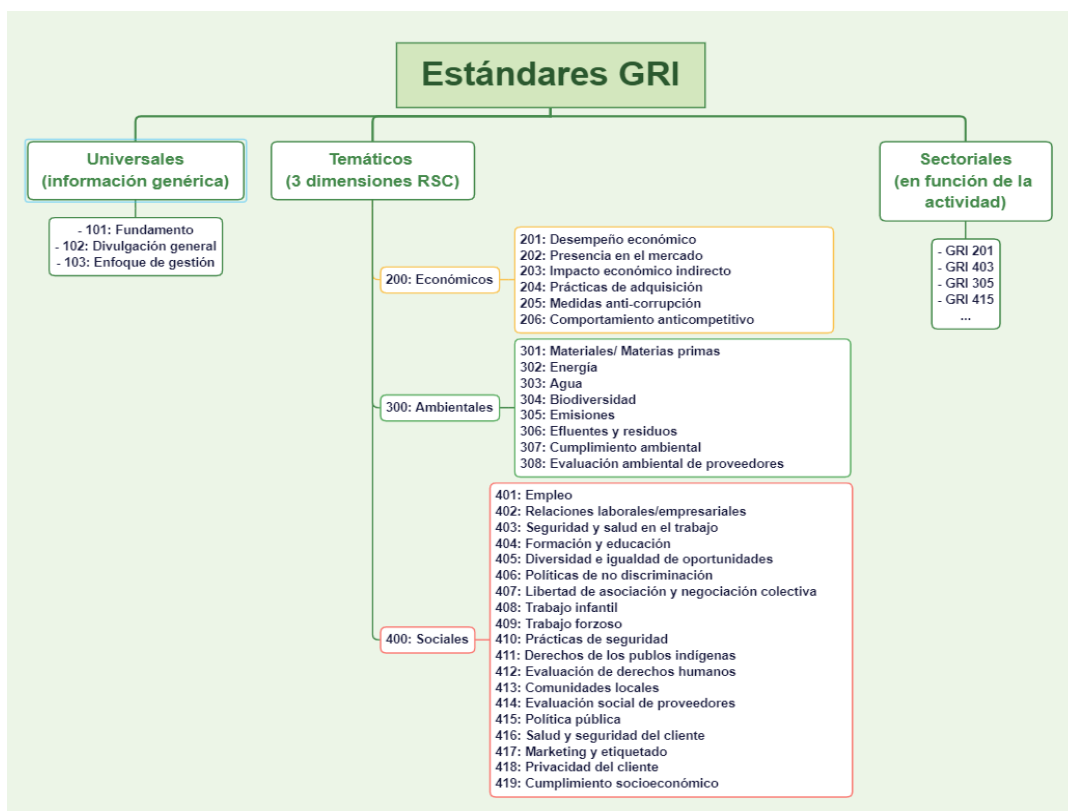 Estándares GRI
Universales
(información genérica)
- 101: Fundamento
- 102: Divulgación general
- 103: Enfoque de gestión
Temáticos
(3 dimensiones RSC)
200: Económicos
201: Desempeño económico
202: Presencia en el mercado
203: Impacto económico indirecto
204: Prácticas de adquisición
205: Medidas anti-corrupción
206: Comportamiento anticompetitivo
300: Ambientales
301: Materiales/ Materias primas
302: Energía
303: Agua
304: Biodiversidad
305: Emisiones
306: Efluentes y residuos
307: Cumplimiento ambiental
308: Evaluación ambiental de proveedores
400: Sociales
401: Empleo
402: Relaciones laborales/empresariales
403: Seguridad y salud en el trabajo
404: Formación y educación
405: Diversidad e igualdad de oportunidades
406: Políticas de no discriminación
407: Libertad de asociación y negociación colectiva
408: Trabajo infantil
409: Trabajo forzoso
410: Prácticas de seguridad
411: Derechos de los publos indígenas
412: Evaluación de derechos humanos
413: Comunidades locales
414: Evaluación social de proveedores
415: Política pública
416: Salud y seguridad del cliente
417: Marketing y etiquetado
418: Privacidad del cliente
419: Cumplimiento socioeconómico
Sectoriales
(en función de la
actividad)
- GRI 201
- GRI 403
- GRI 305
- GRI 415
...